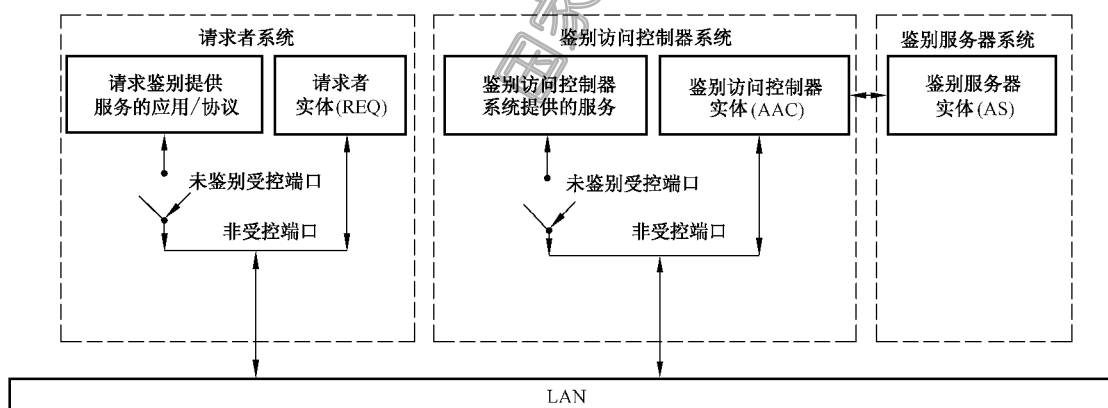 请求者系统
请求鉴别提供
服务的应用/协议
请求者
实体(REQ)
未鉴别受控端口
非受控端口
鉴别访问控制器系统
鉴别访问控制器
系统提供的服务
鉴别访问控制器
实体(AAC)
未鉴别受控端口
非受控端口
鉴别服务器系统
鉴别服务器
实体(AS)
LAN
国家